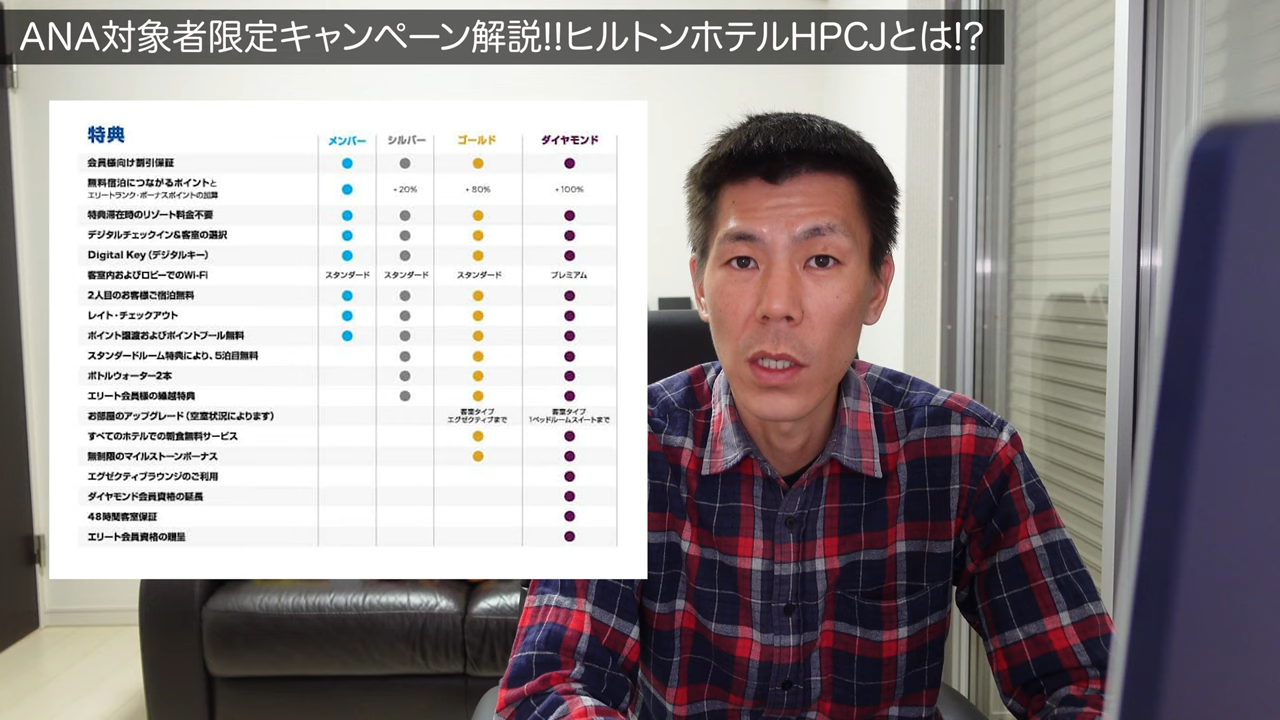 ANA対象者限定キャンペーン解説!!ヒルトンホテルHPCJとは!?
特典 メンバー シルバー ゴールド ダイヤモンド
会員様向け割引保証
無料宿泊につながるポイントと
エリートランク・ボーナスポイントの加算 +20% +80% +100%
特典滞在時のリゾート料金不要
デジタルチェックイン&客室の選択
Digital Key(デジタルキー)
客室内およびロビーでのWi-Fi スタンダード スタンダード スタンダード プレミアム
2人目のお客様ご宿泊無料
レイト・チェックアウト
ポイント譲渡およびポイントプール無料
スタンダードルーム特典により、5泊目無料
ボトルウォーター2本
エリート会員様の繰越特典
お部屋のアップグレード(空室状況によります) 客室タイプ 客室タイプ
エグゼクティブまで 1ベッドルームスイートまで
すべてのホテルでの朝食無料サービス
無制限のマイルストーンボーナス
エグゼクティブラウンジのご利用
ダイヤモンド会員資格の延長
48時間客室保証
エリート会員資格の贈呈